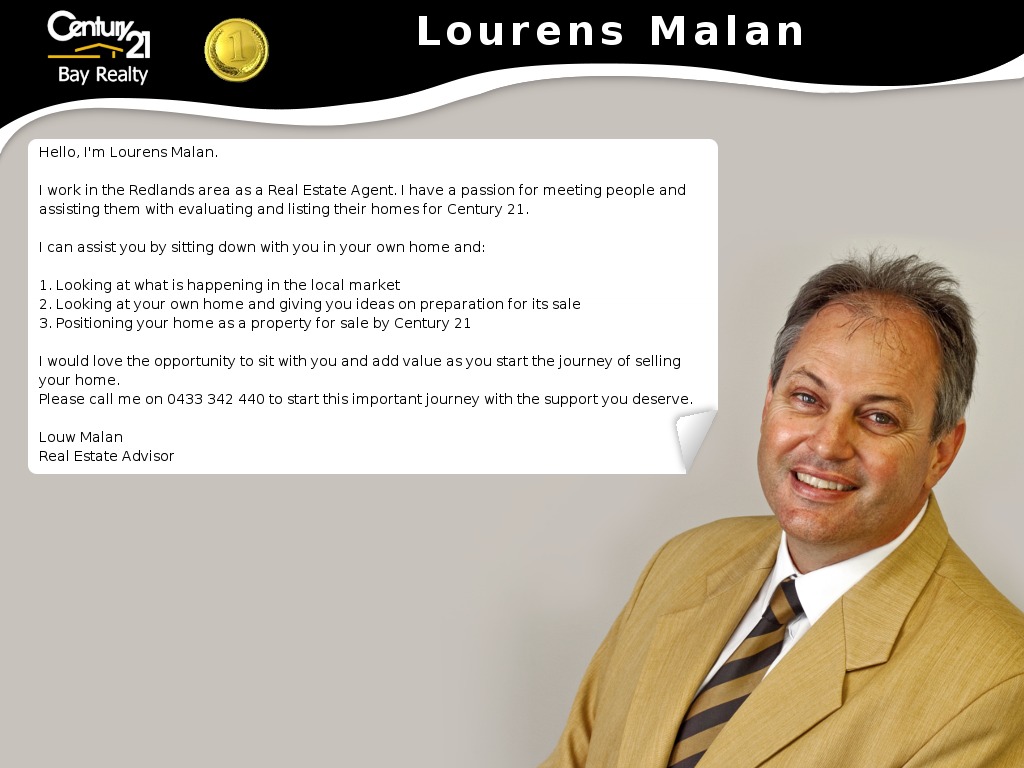 Century 21
Bay Realty
1
Lourens Malan
Hello, I'm Lourens Malan.
I work in the Redlands area as a Real Estate Agent. I have a passion for meeting people and
assisting them with evaluating and listing their homes for Century 21.
I can assist you by sitting down with you in your own home and:
1. Looking at what is happening in the local market
2. Looking at your own home and giving you ideas on preparation for its sale
3. Positioning your home as a property for sale by Century 21
I would love the opportunity to sit with you and add value as you start the journey of selling
your home.
Please call me on 0433 342 440 to start this important journey with the support you deserve.
Louw Malan
Real Estate Advisor